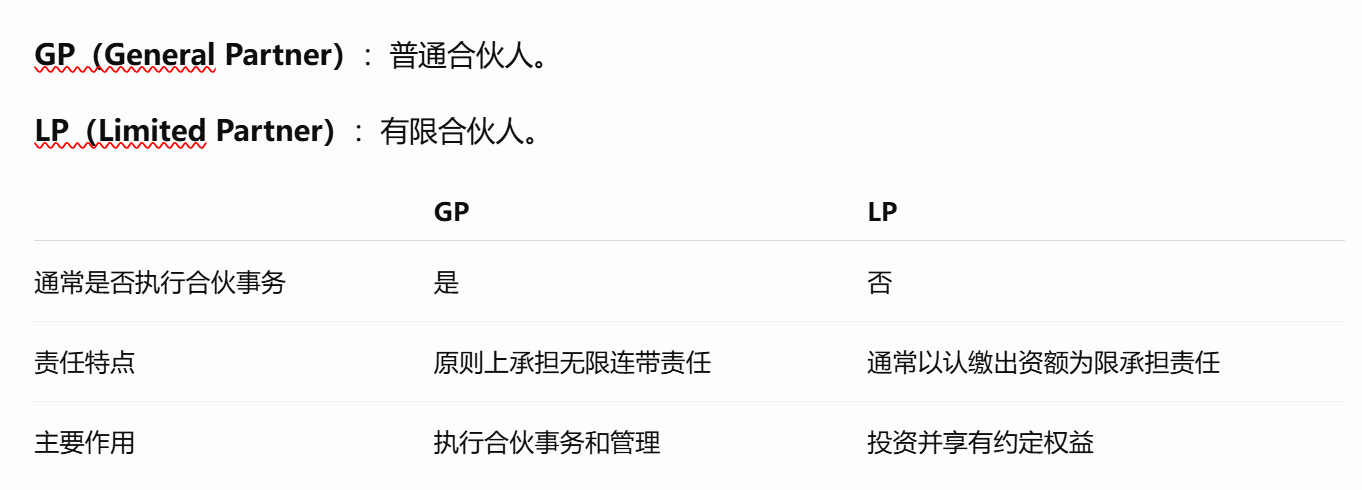 GP（General Partner）：普通合伙人。
LP（Limited Partner）：有限合伙人。
GP LP
通常是否执行合伙事务 是 否
责任特点 原则上承担无限连带责任 通常以认缴出资额为限承担责任
主要作用 执行合伙事务和管理 投资并享有约定权益